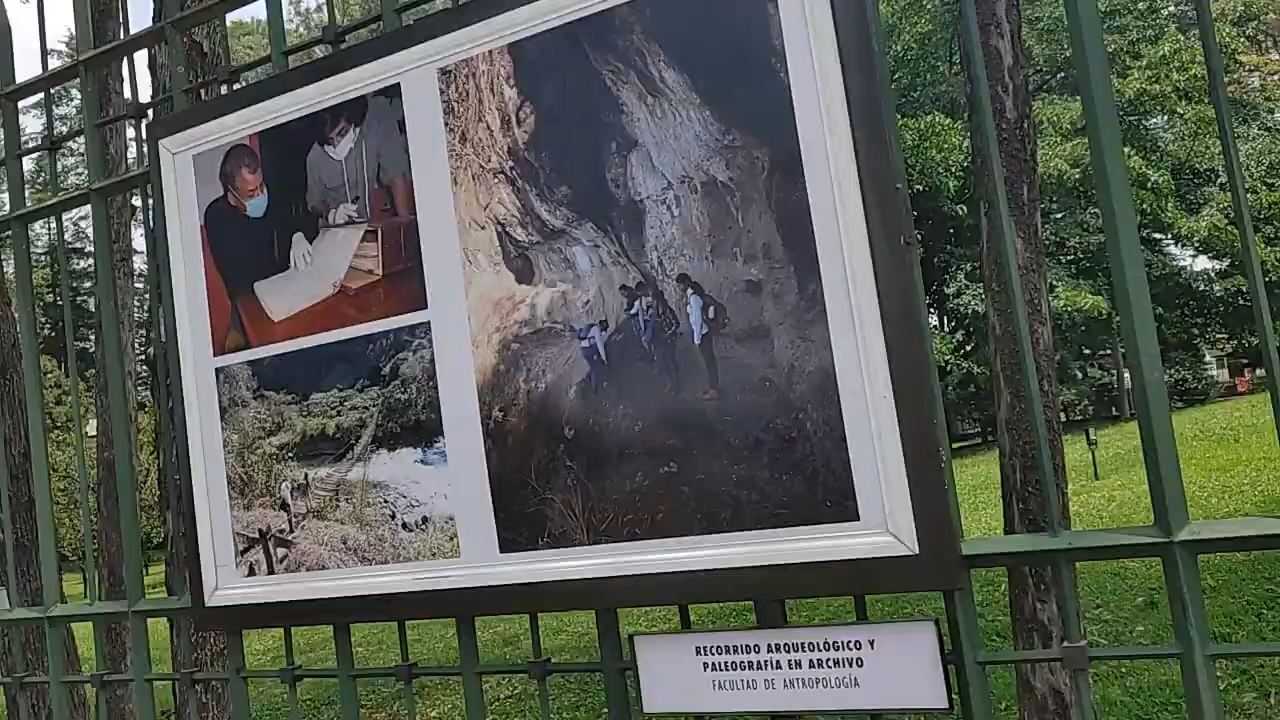 RECORRIDO ARQUEOLÓGICO Y
PALEOGRAFÍA EN ARCHIVO
FACULTAD DE ANTROPOLOGÍA